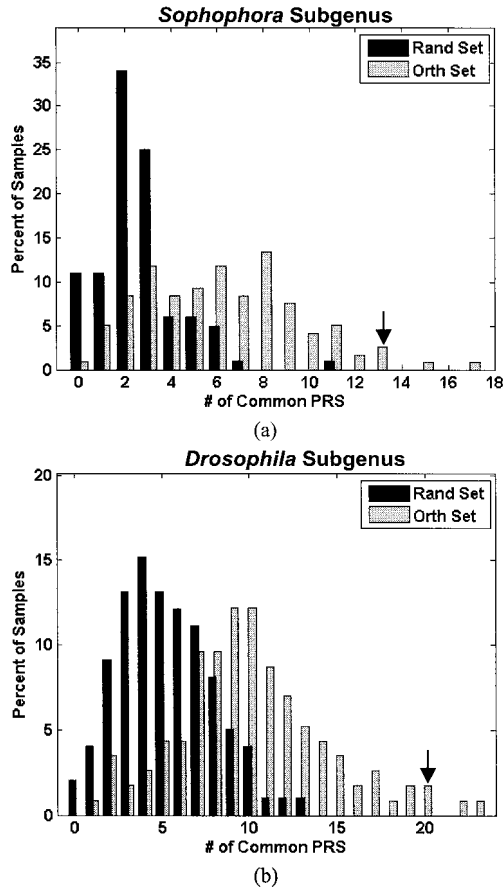 Sophophora Subgenus
Rand Set
Orth Set
35
30
25
20
15
10
5
0
Percent of Samples
0 2 4 6 8 10 12 14 16 18
# of Common PRS
(a)
Drosophila Subgenus
Rand Set
Orth Set
20
15
10
5
0
Percent of Samples
0 5 10 15 20
# of Common PRS
(b)